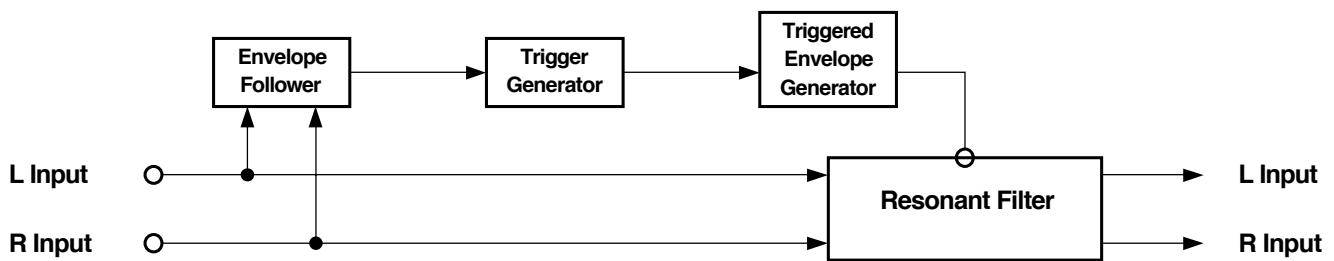 Envelope
Follower
Trigger
Generator
Triggered
Envelope
Generator
L Input
R Input
Resonant Filter
L Input
R Input